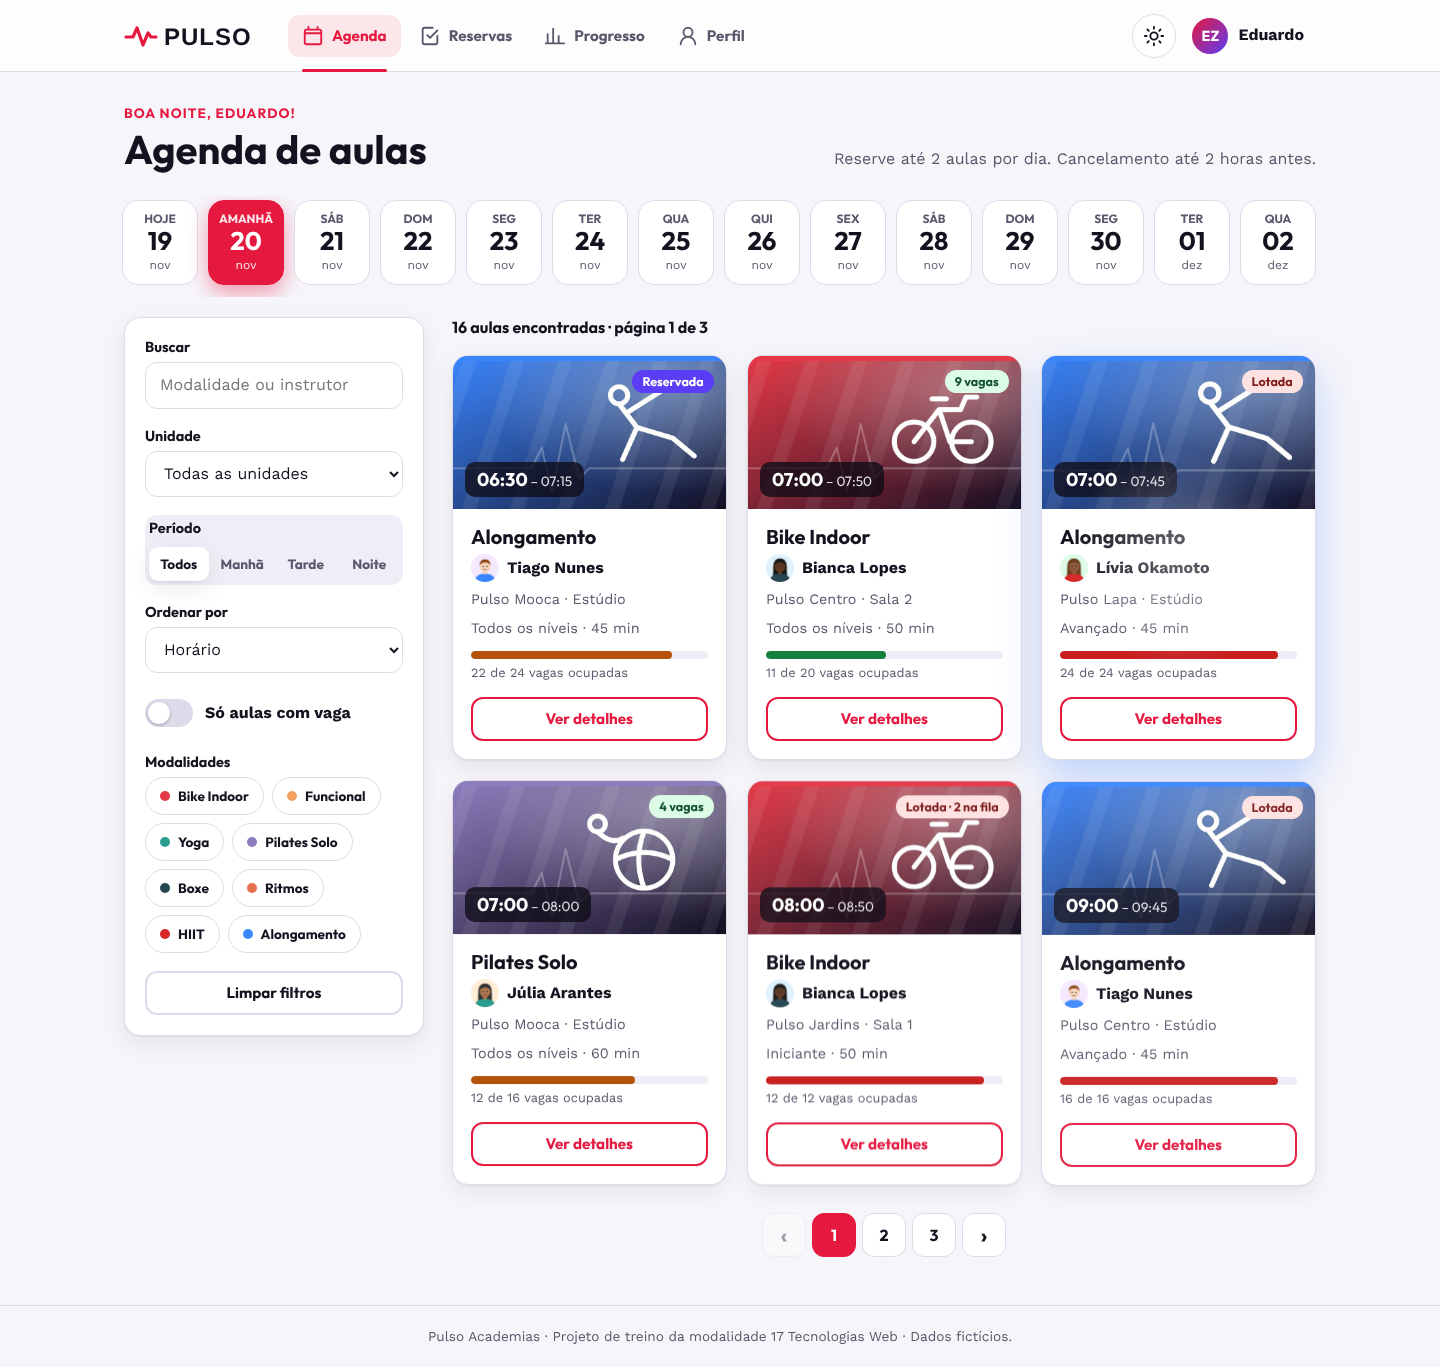 PULSO
Agenda
Reservas
Progresso
Perfil
EZ
Eduardo
BOA NOITE, EDUARDO!
Agenda de aulas
Reserve até 2 aulas por dia. Cancelamento até 2 horas antes.
HOJE
19
nov
AMANHÃ
20
nov
SÁB
21
nov
DOM
22
nov
SEG
23
nov
TER
24
nov
QUA
25
nov
QUI
26
nov
SEX
27
nov
SÁB
28
nov
DOM
29
nov
SEG
30
nov
TER
01
dez
QUA
02
dez
Buscar
Modalidade ou instrutor
Unidade
Todas as unidades
Período
Todos
Manhã
Tarde
Noite
Ordenar por
Horário
Só aulas com vaga
Modalidades
Bike Indoor
Funcional
Yoga
Pilates Solo
Boxe
Ritmos
HIIT
Alongamento
Limpar filtros
16 aulas encontradas · página 1 de 3
Reservada
06:30 – 07:15
Alongamento
Tiago Nunes
Pulso Mooca · Estúdio
Todos os níveis · 45 min
22 de 24 vagas ocupadas
Ver detalhes
9 vagas
07:00 – 07:50
Bike Indoor
Bianca Lopes
Pulso Centro · Sala 2
Todos os níveis · 50 min
11 de 20 vagas ocupadas
Ver detalhes
Lotada
07:00 – 07:45
Alongamento
Lívia Okamoto
Pulso Lapa · Estúdio
Avançado · 45 min
24 de 24 vagas ocupadas
Ver detalhes
4 vagas
07:00 – 08:00
Pilates Solo
Júlia Arantes
Pulso Mooca · Estúdio
Todos os níveis · 60 min
12 de 16 vagas ocupadas
Ver detalhes
Lotada · 2 na fila
08:00 – 08:50
Bike Indoor
Bianca Lopes
Pulso Jardins · Sala 1
Iniciante · 50 min
12 de 12 vagas ocupadas
Ver detalhes
Lotada
09:00 – 09:45
Alongamento
Tiago Nunes
Pulso Centro · Estúdio
Avançado · 45 min
16 de 16 vagas ocupadas
Ver detalhes
‹ 1 2 3 ›
Pulso Academias · Projeto de treino da modalidade 17 Tecnologias Web · Dados fictícios.